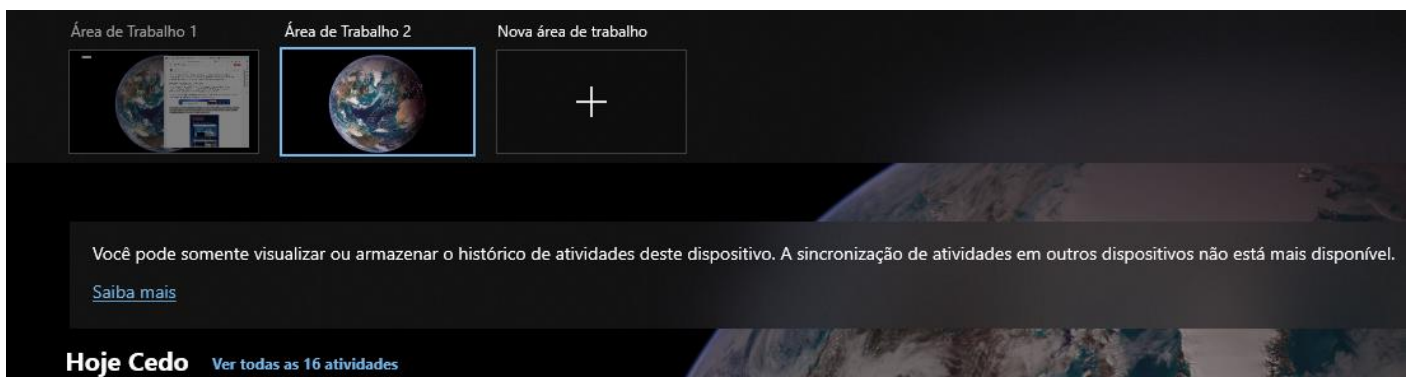 Área de Trabalho 1
Área de Trabalho 2
Nova área de trabalho
Você pode somente visualizar ou armazenar o histórico de atividades deste dispositivo. A sincronização de atividades em outros dispositivos não está mais disponível.
Saiba mais
Hoje Cedo Ver todas as 16 atividades